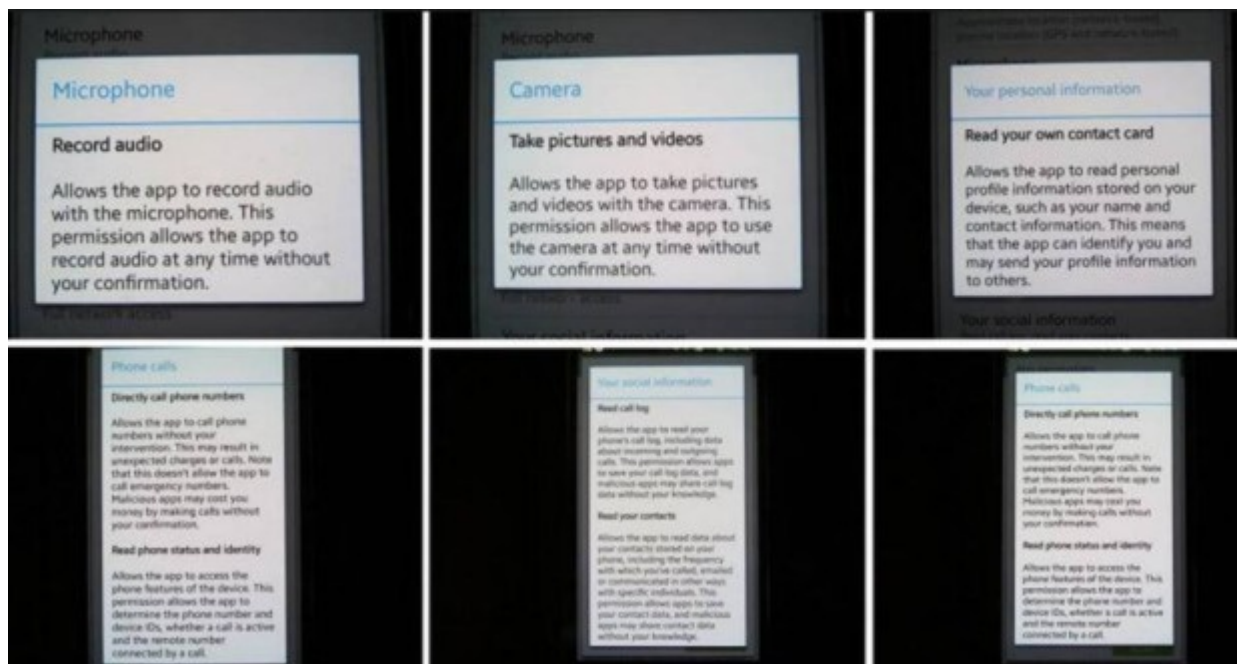 Microphone
Microphone
Record audio
Allows the app to record audio
with the microphone. This
permission allows the app to
record audio at any time without
your confirmation.
Full network access
Microphone
Camera
Take pictures and videos
Allows the app to take pictures
and videos with the camera. This
permission allows the app to use
the camera at any time without
your confirmation.
Full network access
Your social information
Your personal information
Read your own contact card
Allows the app to read personal
profile information stored on your
device, such as your name and
contact information. This means
that the app can identify you and
may send your profile information
to others.
Your social information
Phone calls
Directly call phone numbers
Allows the app to call phone
numbers without your
intervention. This may result in
unexpected charges or calls. Note
that this doesn't allow the app to
call emergency numbers.
Malicious apps may cost you
money by making calls without
your confirmation.
Read phone status and identity
Allows the app to access the
phone features of the device. This
permission allows the app to
determine the phone number and
device IDs, whether a call is active
and the remote number
connected by a call.
Your social information
Read call log
Allows the app to read your
phone's call log, including data
about incoming and outgoing
calls. This permission allows apps
to save your call log data, and
malicious apps may share call log
data without your knowledge.
Read your contacts
Allows the app to read data about
your contacts stored on your
phone, including the frequency
with which you've called, emailed
or communicated in other ways
with specific individuals. This
permission allows apps to save
your contact data, and malicious
apps may share contact data
without your knowledge.
Phone calls
Directly call phone numbers
Allows the app to call phone
numbers without your
intervention. This may result in
unexpected charges or calls. Note
that this doesn't allow the app to
call emergency numbers.
Malicious apps may cost you
money by making calls without
your confirmation.
Read phone status and identity
Allows the app to access the
phone features of the device. This
permission allows the app to
determine the phone number and
device IDs, whether a call is active
and the remote number
connected by a call.